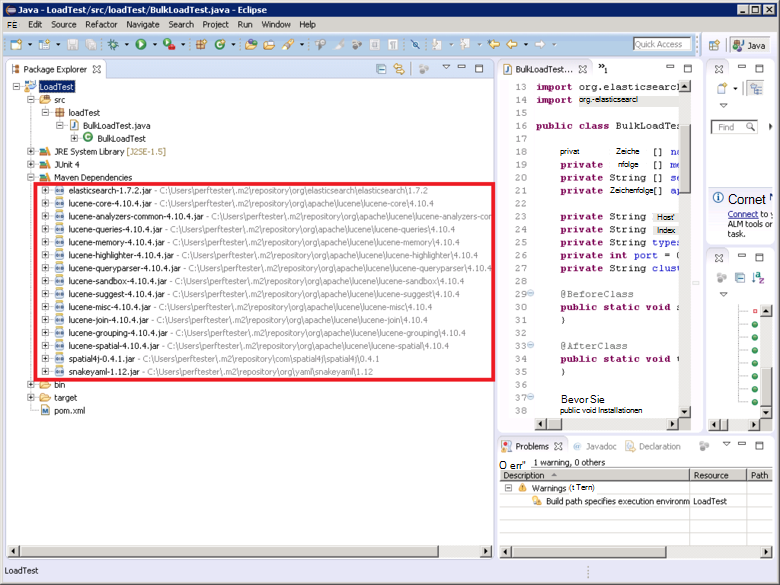 Java - LoadTest/src/loadTest/BulkLoadTest.java - Eclipse
FE Edit Source Refactor Navigate Search Project Run Window Help
Quick Access Java
Package Explorer
LoadTest
src
loadTest
BulkLoadTest.java
BulkLoadTest
JRE System Library [J2SE-1.5]
JUnit 4
Maven Dependencies
elasticsearch-1.7.2.jar - C:\Users\perftester\.m2\repository\org\elasticsearch\elasticsearch\1.7.2
lucene-core-4.10.4.jar - C:\Users\perftester\.m2\repository\org\apache\lucene\lucene-core\4.10.4
lucene-analyzers-common-4.10.4.jar - C:\Users\perftester\.m2\repository\org\apache\lucene\lucene-analyzers-cor
lucene-queries-4.10.4.jar - C:\Users\perftester\.m2\repository\org\apache\lucene\lucene-queries\4.10.4
lucene-memory-4.10.4.jar - C:\Users\perftester\.m2\repository\org\apache\lucene\lucene-memory\4.10.4
lucene-highlighter-4.10.4.jar - C:\Users\perftester\.m2\repository\org\apache\lucene\lucene-highlighter\4.10.4
lucene-queryparser-4.10.4.jar - C:\Users\perftester\.m2\repository\org\apache\lucene\lucene-queryparser\4.10.4
lucene-sandbox-4.10.4.jar - C:\Users\perftester\.m2\repository\org\apache\lucene\lucene-sandbox\4.10.4
lucene-suggest-4.10.4.jar - C:\Users\perftester\.m2\repository\org\apache\lucene\lucene-suggest\4.10.4
lucene-misc-4.10.4.jar - C:\Users\perftester\.m2\repository\org\apache\lucene\lucene-misc\4.10.4
lucene-join-4.10.4.jar - C:\Users\perftester\.m2\repository\org\apache\lucene\lucene-join\4.10.4
lucene-grouping-4.10.4.jar - C:\Users\perftester\.m2\repository\org\apache\lucene\lucene-grouping\4.10.4
lucene-spatial-4.10.4.jar - C:\Users\perftester\.m2\repository\org\apache\lucene\lucene-spatial\4.10.4
spatial4j-0.4.1.jar - C:\Users\perftester\.m2\repository\com\spatial4j\spatial4j\0.4.1
snakeyaml-1.12.jar - C:\Users\perftester\.m2\repository\org\yaml\snakeyaml\1.12
bin
target
pom.xml
BulkLoadTest... »1
13 import org.elasticsearc
14 import org.-elasticsearcl
15
16 public class BulkLoadTe
17
18 privat Zeiche [] no
19 private nfolge [] me
20 private String [] se
21 private Zeichenfolge[] ap
22
23 private String Host'
24 private String Index
25 private String types
26 private int port = 0
27 private String clust
28
29 @BeforeClass
30 public static void s
31 }
32
33 @AfterClass
34 public static void t
35 }
36
37 Bevor Sie
38 public void Installationen
Find
Cornet
Connect to y
ALM tools or
task.
Problems Javadoc Declaration
O err" 1 warning, 0 others
Description Resource Path
Warnings (: Tern)
Build path specifies execution environm LoadTest
LoadTest